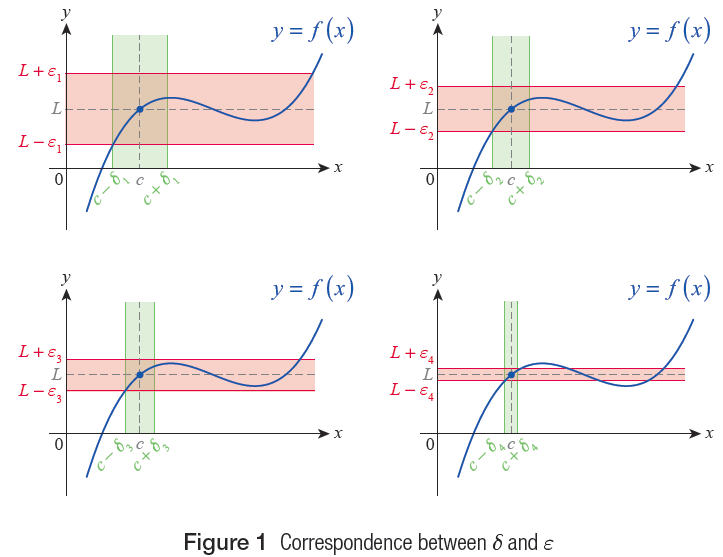 y
y = f (x)
L + ε₁
L
L − ε₁
0
c − δ₁
c
c + δ₁
x
y
y = f (x)
L + ε₂
L
L − ε₂
0
c − δ₂
c
c + δ₂
x
y
y = f (x)
L + ε₃
L
L − ε₃
0
c − δ₃
c
c + δ₃
x
y
y = f (x)
L + ε₄
L
L − ε₄
0
c − δ₄
c
c + δ₄
x
Figure 1 Correspondence between δ and ε